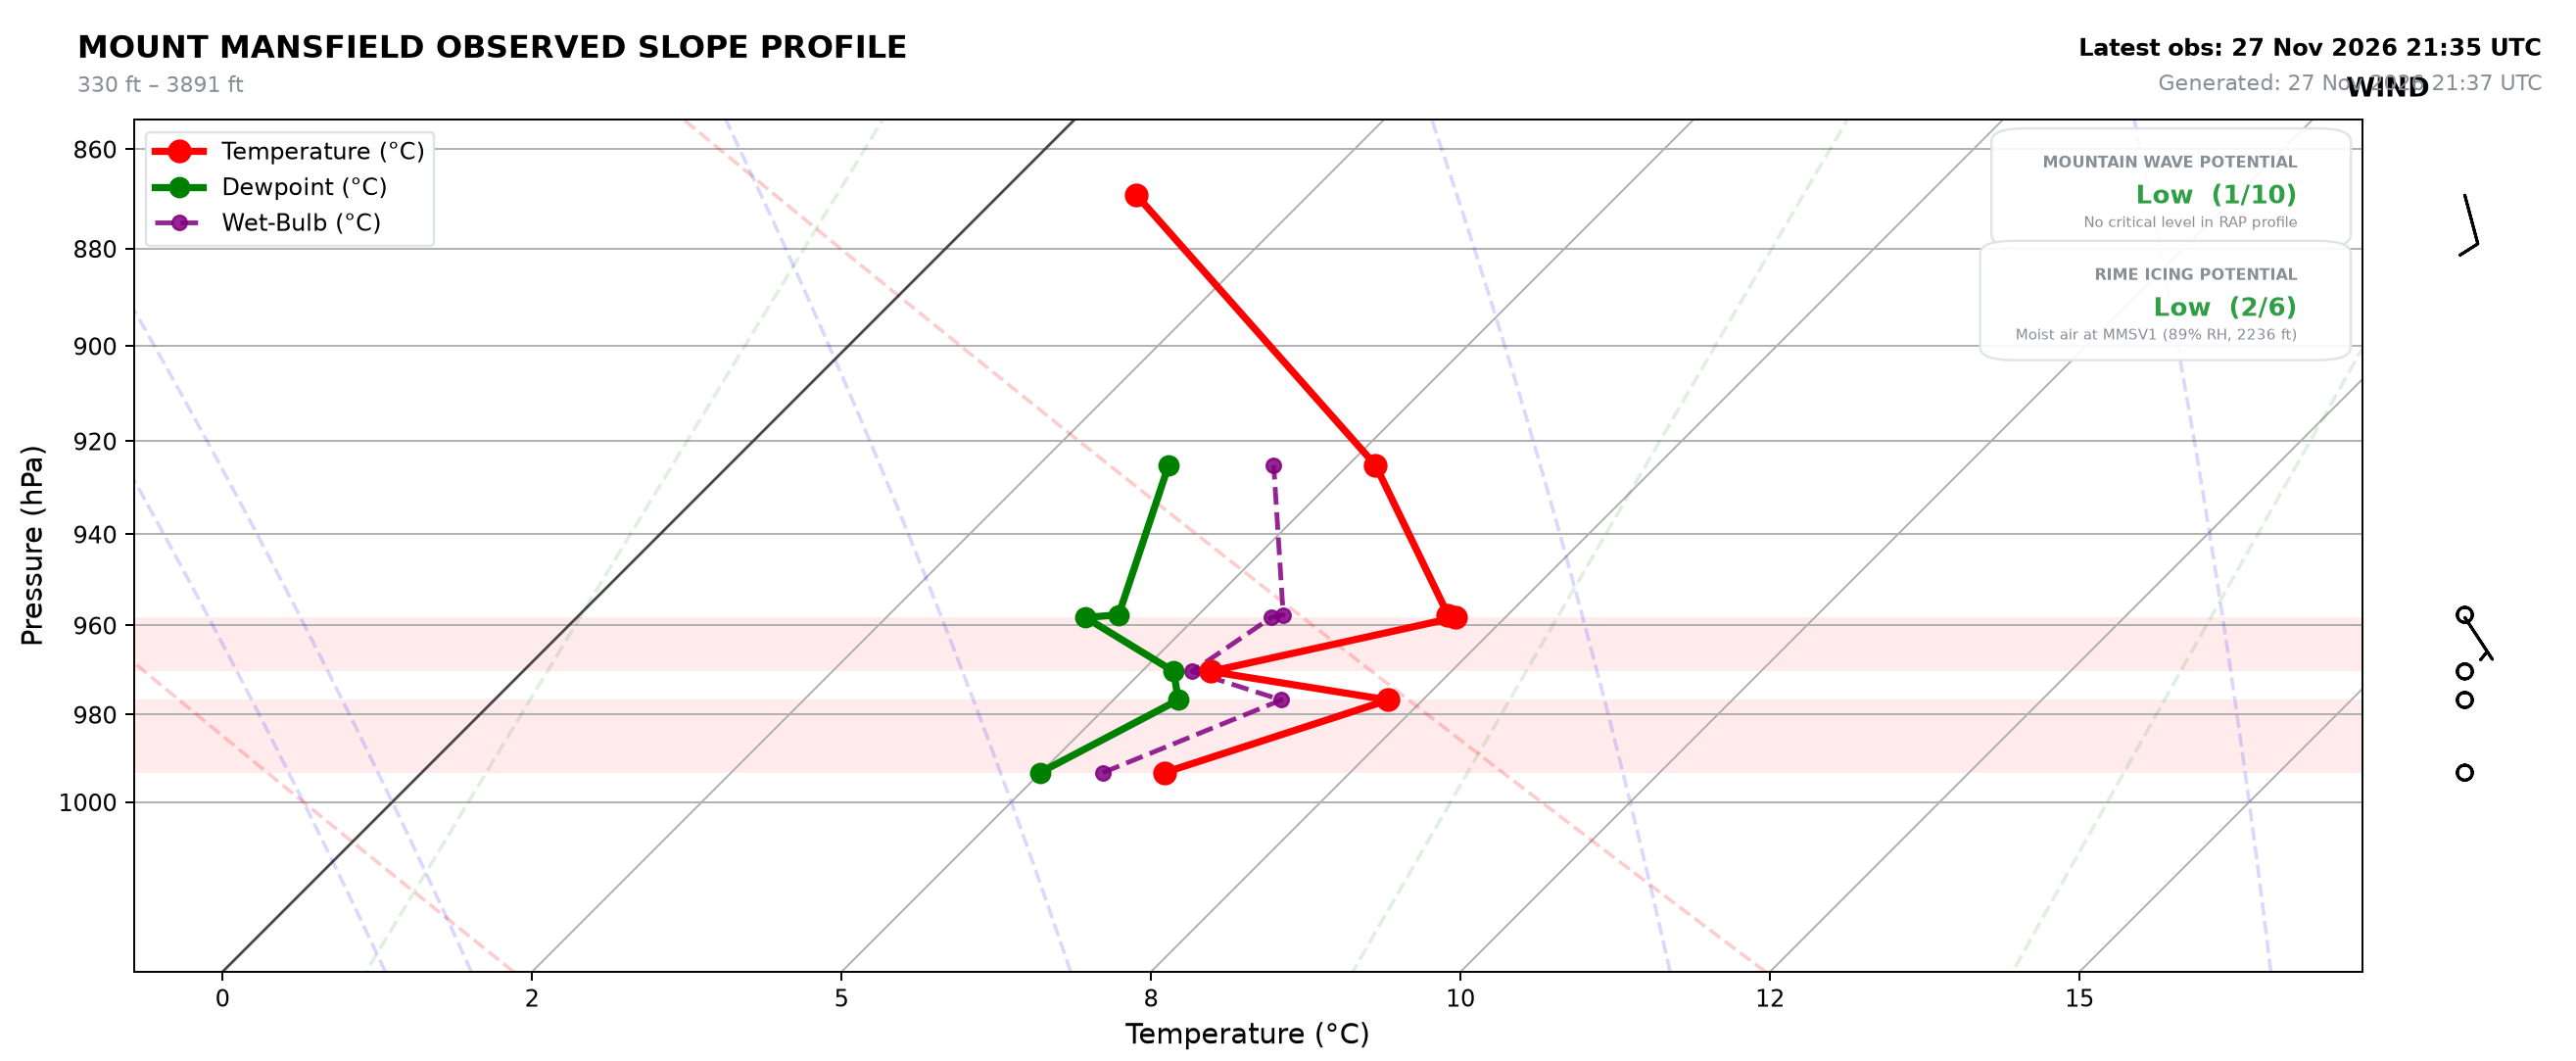 MOUNT MANSFIELD OBSERVED SLOPE PROFILE
330 ft – 3891 ft
Latest obs: 27 Nov 2026 21:35 UTC
Generated: 27 Nov 2026 21:37 UTC
WIND
Temperature (°C)
Dewpoint (°C)
Wet-Bulb (°C)
MOUNTAIN WAVE POTENTIAL
Low (1/10)
No critical level in RAP profile
RIME ICING POTENTIAL
Low (2/6)
Moist air at MMSV1 (89% RH, 2236 ft)
Pressure (hPa)
860
880
900
920
940
960
980
1000
0 2 5 8 10 12 15
Temperature (°C)